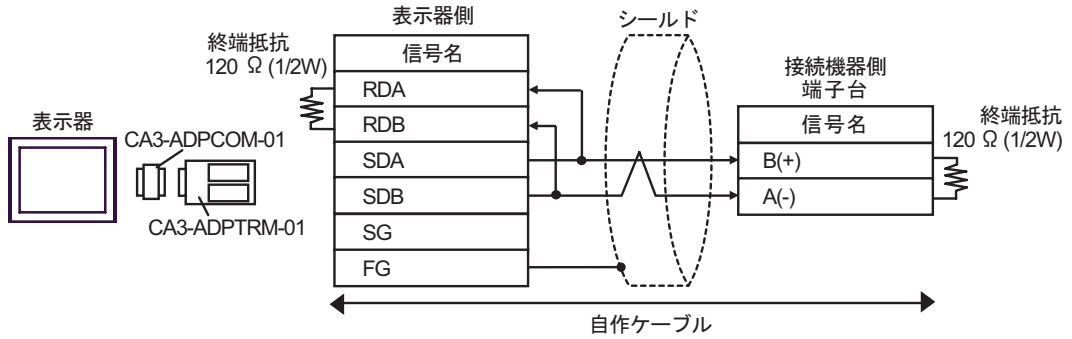 表示器側
シールド
終端抵抗
120 Ω (1/2W)
信号名
接続機器側
端子台
RDA
表示器
RDB
信号名
終端抵抗
120 Ω (1/2W)
CA3-ADPCOM-01
SDA
B(+)
SDB
A(-)
CA3-ADPTRM-01
SG
FG
自作ケーブル